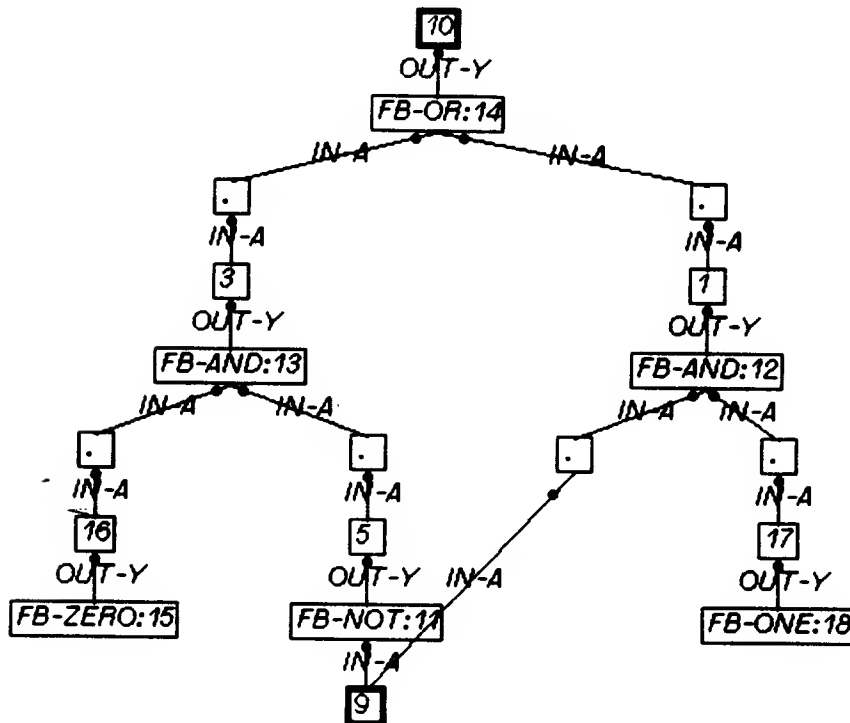 10
OUT-Y
FB-OR:14
IN-A IN-A
. .
IN-A IN-A
3 1
OUT-Y OUT-Y
FB-AND:13 FB-AND:12
IN-A IN-A IN-A IN-A
. . . .
IN-A IN-A IN-A
16 5 17
OUT-Y OUT-Y IN-A OUT-Y
FB-ZERO:15 FB-NOT:11 FB-ONE:18
IN-A
9